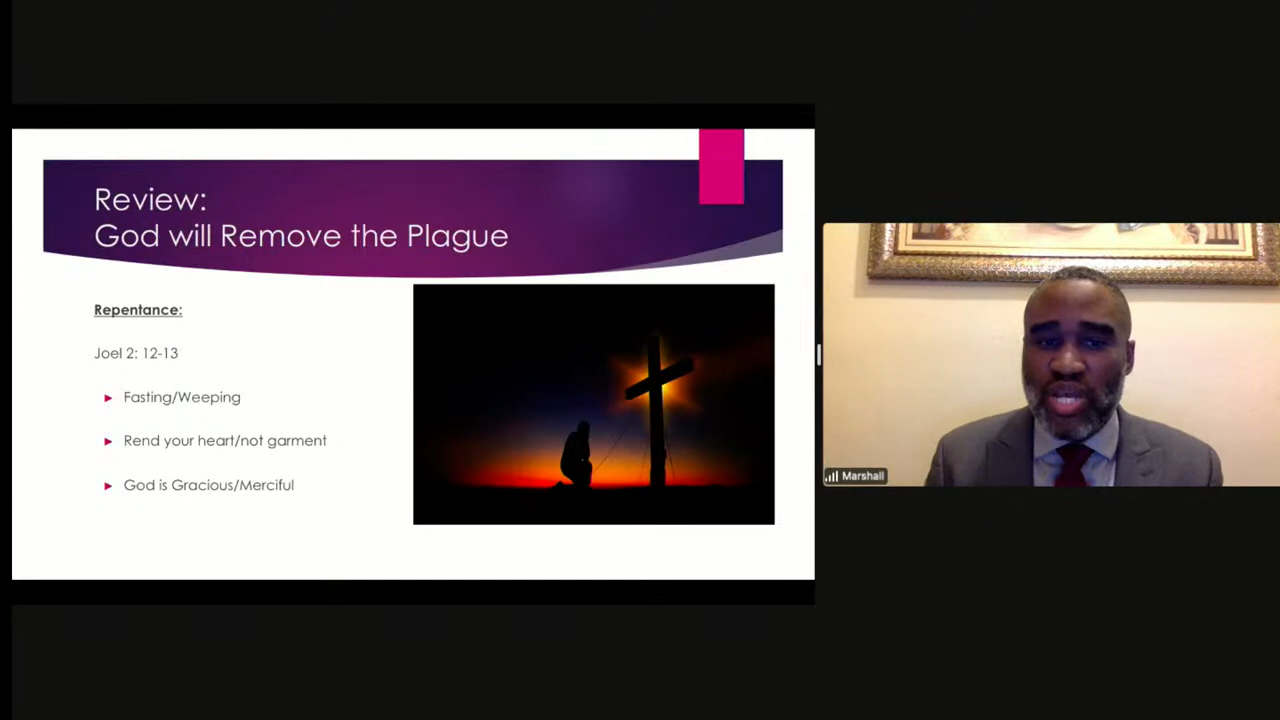 Review:
God will Remove the Plague
Repentance:
Joel 2: 12-13
Fasting/Weeping
Rend your heart/not garment
God is Gracious/Merciful
Marshall